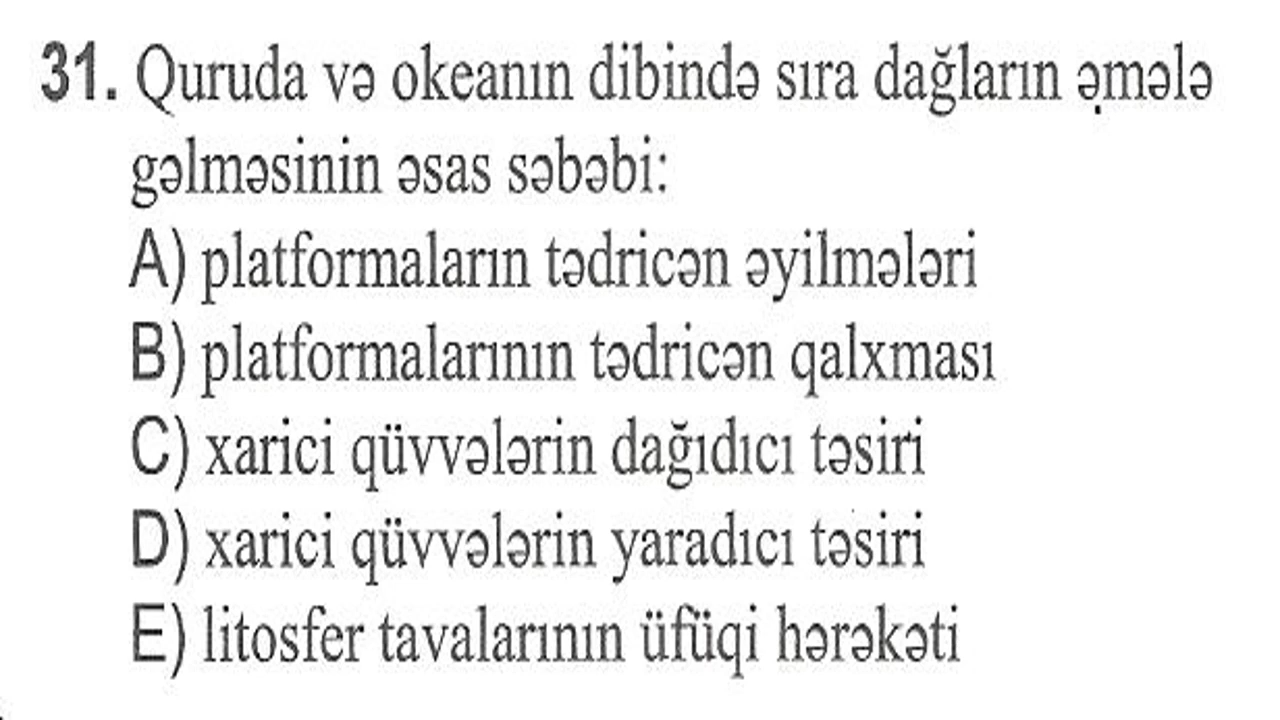 31. Quruda və okeanın dibində sıra dağların əmələ
gəlməsinin əsas səbəbi:
A) platformaların tədricən əyilmələri
B) platformalarının tədricən qalxması
C) xarici qüvvələrin dağıdıcı təsiri
D) xarici qüvvələrin yaradıcı təsiri
E) litosfer tavalarının üfüqi hərəkəti